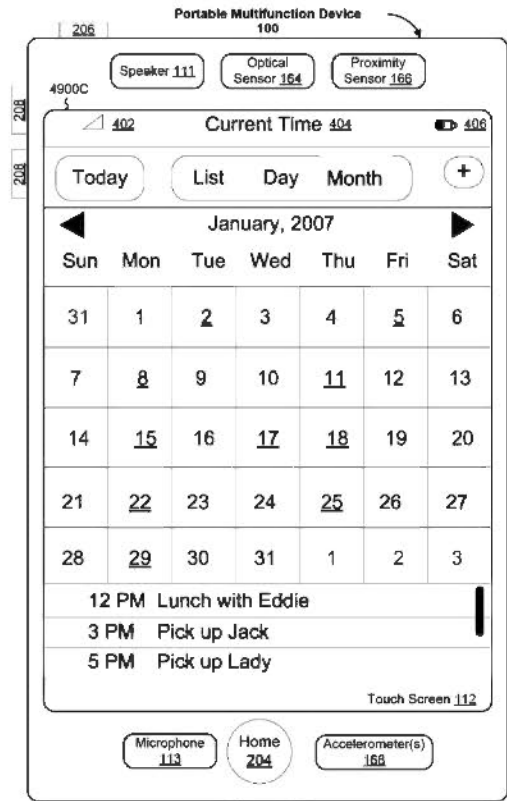 Portable Multifunction Device
100
206
Speaker 111
Optical
Sensor 164
Proximity
Sensor 166
4900C
208
402 Current Time 404 406
Today List Day Month +
208
January, 2007
Sun Mon Tue Wed Thu Fri Sat
31 1 2 3 4 5 6
7 8 9 10 11 12 13
14 15 16 17 18 19 20
21 22 23 24 25 26 27
28 29 30 31 1 2 3
12 PM Lunch with Eddie
3 PM Pick up Jack
5 PM Pick up Lady
Touch Screen 112
Microphone
113
Home
204
Accelerometer(s)
168